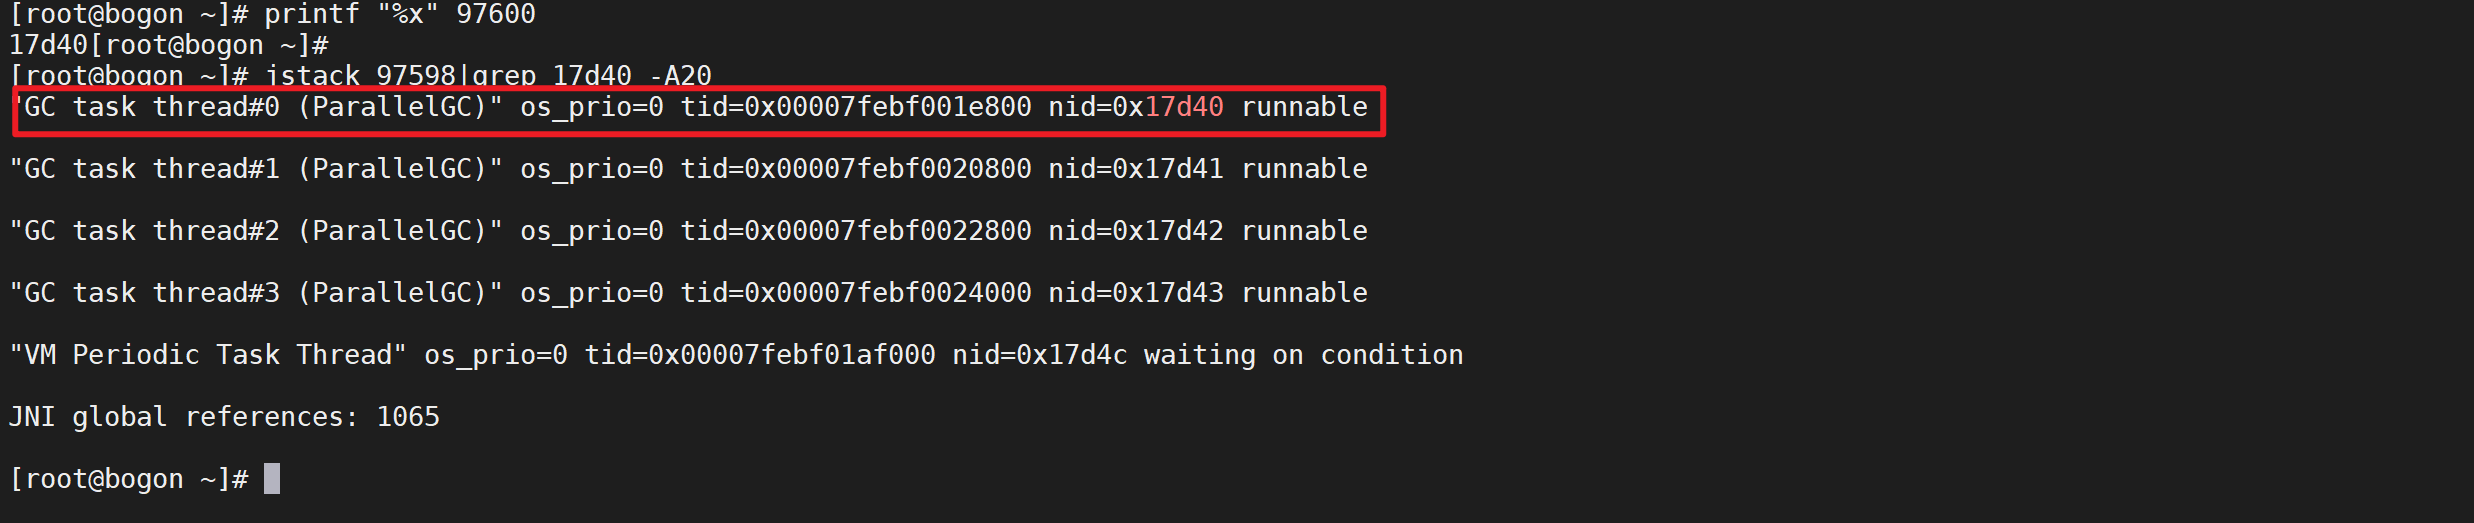 [root@bogon ~]# printf "%x" 97600
17d40[root@bogon ~]#
[root@bogon ~]# jstack 97598|grep 17d40 -A20
"GC task thread#0 (ParallelGC)" os_prio=0 tid=0x00007febf001e800 nid=0x17d40 runnable
"GC task thread#1 (ParallelGC)" os_prio=0 tid=0x00007febf0020800 nid=0x17d41 runnable
"GC task thread#2 (ParallelGC)" os_prio=0 tid=0x00007febf0022800 nid=0x17d42 runnable
"GC task thread#3 (ParallelGC)" os_prio=0 tid=0x00007febf0024000 nid=0x17d43 runnable
"VM Periodic Task Thread" os_prio=0 tid=0x00007febf01af000 nid=0x17d4c waiting on condition
JNI global references: 1065
[root@bogon ~]#